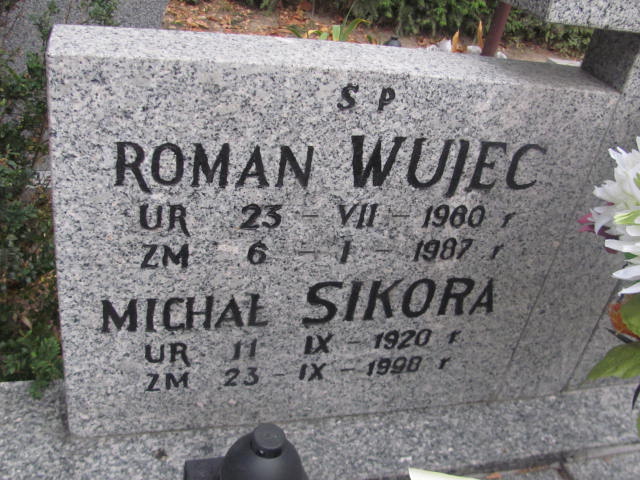 S P
ROMAN WUJEC
UR 23 - VII - 1960 r
ZM 6 - I - 1987 r
MICHAŁ SIKORA
UR 11 IX - 1920 r
ZM 23 - IX - 1998 r